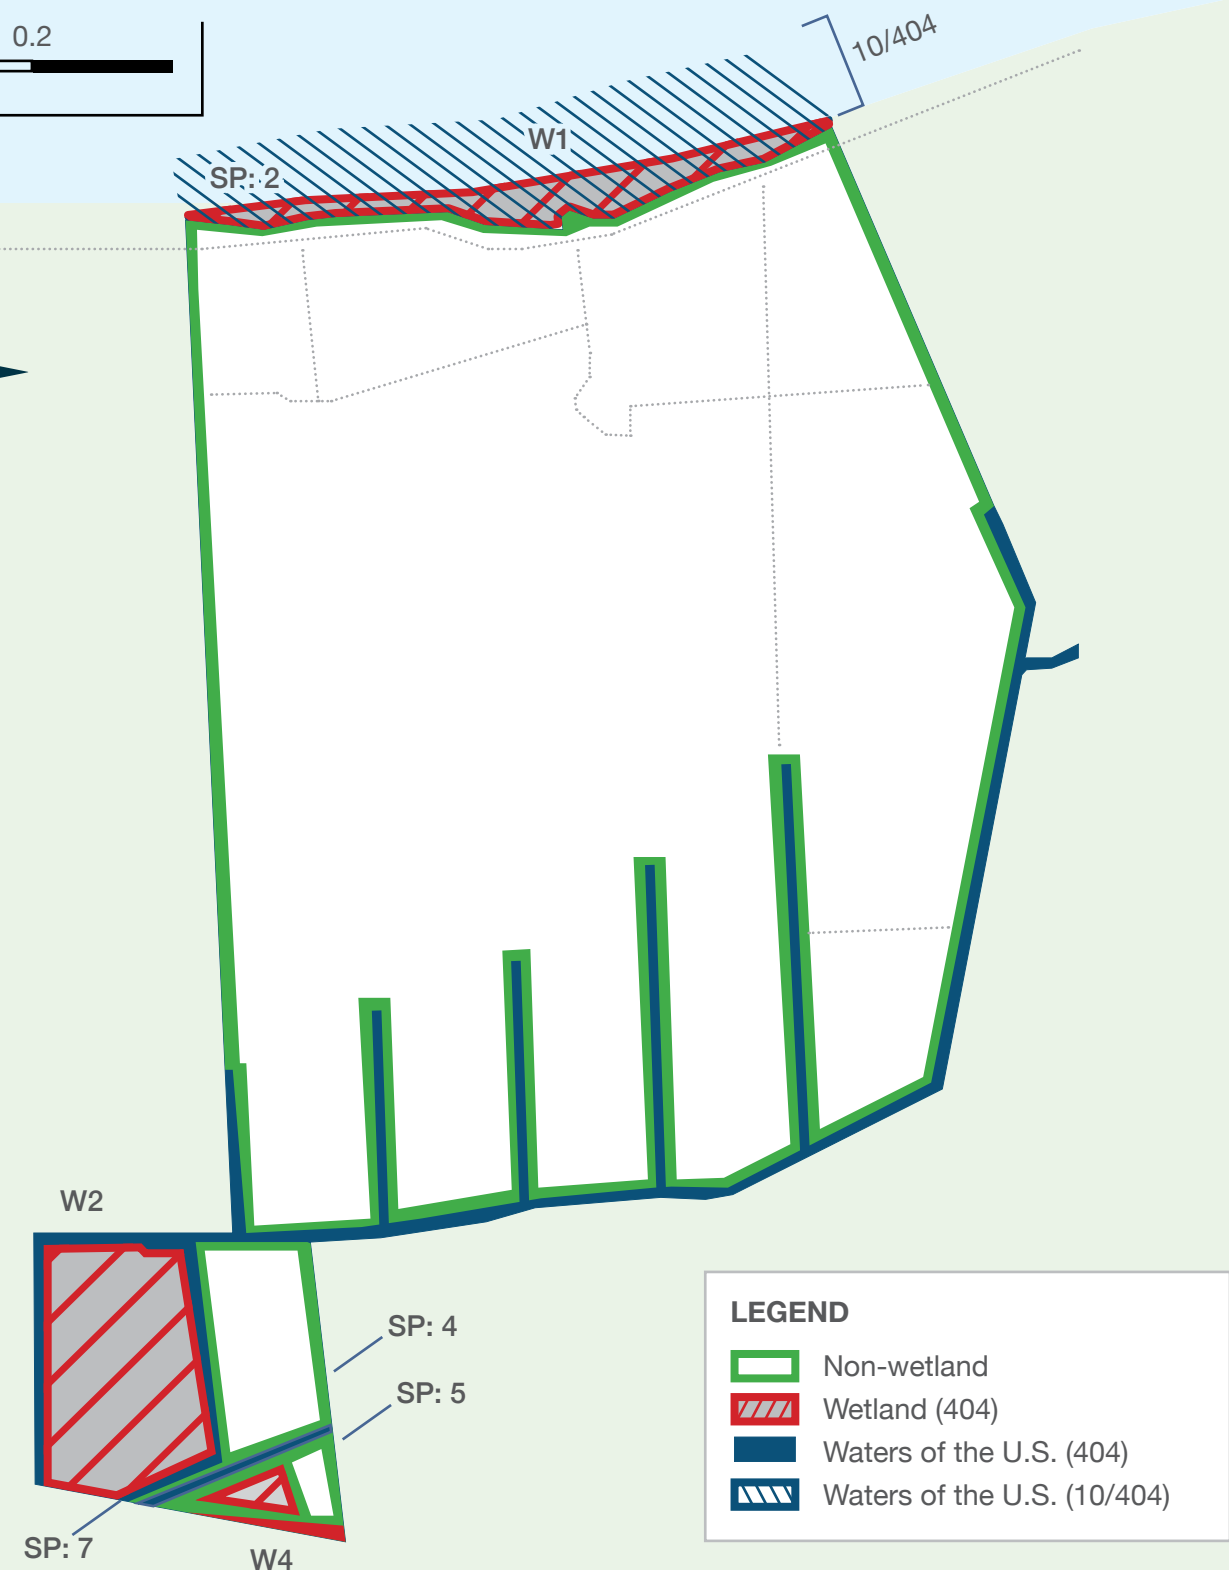 0.2
10/404
W1
SP: 2
W2
SP: 4
SP: 5
SP: 7
W4
LEGEND
Non-wetland
Wetland (404)
Waters of the U.S. (404)
Waters of the U.S. (10/404)